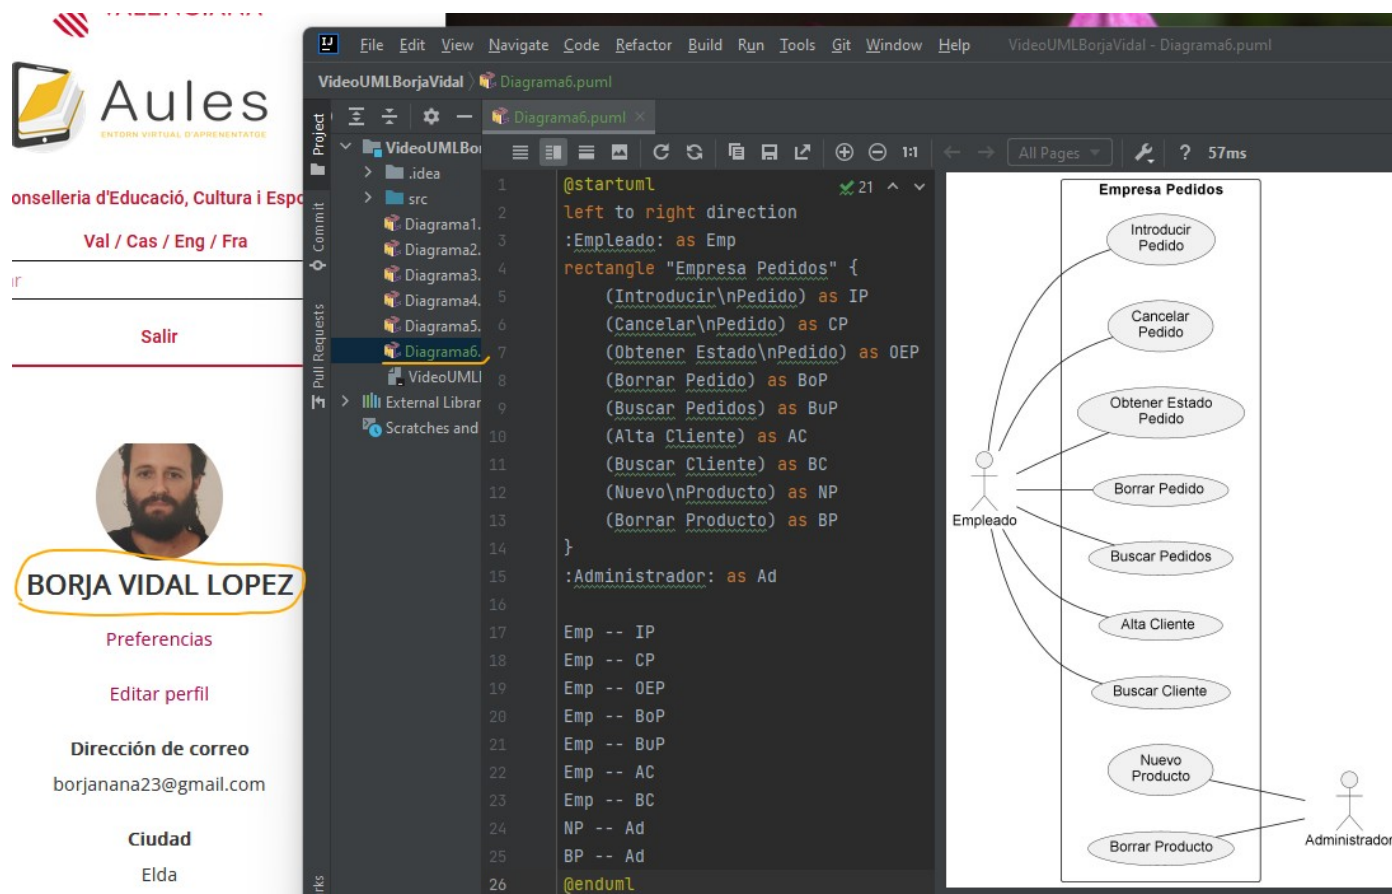 VALENCIANA
Aules
ENTORN VIRTUAL D'APRENENTATGE
onselleria d'Educació, Cultura i Espo
Val / Cas / Eng / Fra
ar
Salir
BORJA VIDAL LOPEZ
Preferencias
Editar perfil
Dirección de correo
borjanana23@gmail.com
Ciudad
Elda
IJ
File Edit View Navigate Code Refactor Build Run Tools Git Window Help VideoUMLBorjaVidal - Diagrama6.puml
VideoUMLBorjaVidal Diagrama6.puml
Project
Commit
Pull Requests
rks
VideoUMLBor
.idea
src
Diagrama1.
Diagrama2.
Diagrama3.
Diagrama4.
Diagrama5.
Diagrama6.
VideoUMLI
External Librar
Scratches and
Diagrama6.puml
1:1 All Pages ? 57ms
21
1 @startuml
2 left to right direction
3 :Empleado: as Emp
4 rectangle "Empresa Pedidos" {
5 (Introducir\nPedido) as IP
6 (Cancelar\nPedido) as CP
7 (Obtener Estado\nPedido) as OEP
8 (Borrar Pedido) as BoP
9 (Buscar Pedidos) as BuP
10 (Alta Cliente) as AC
11 (Buscar Cliente) as BC
12 (Nuevo\nProducto) as NP
13 (Borrar Producto) as BP
14 }
15 :Administrador: as Ad
16
17 Emp -- IP
18 Emp -- CP
19 Emp -- OEP
20 Emp -- BoP
21 Emp -- BuP
22 Emp -- AC
23 Emp -- BC
24 NP -- Ad
25 BP -- Ad
26 @enduml
Empresa Pedidos
Introducir
Pedido
Cancelar
Pedido
Obtener Estado
Pedido
Borrar Pedido
Empleado
Buscar Pedidos
Alta Cliente
Buscar Cliente
Nuevo
Producto
Borrar Producto
Administrador